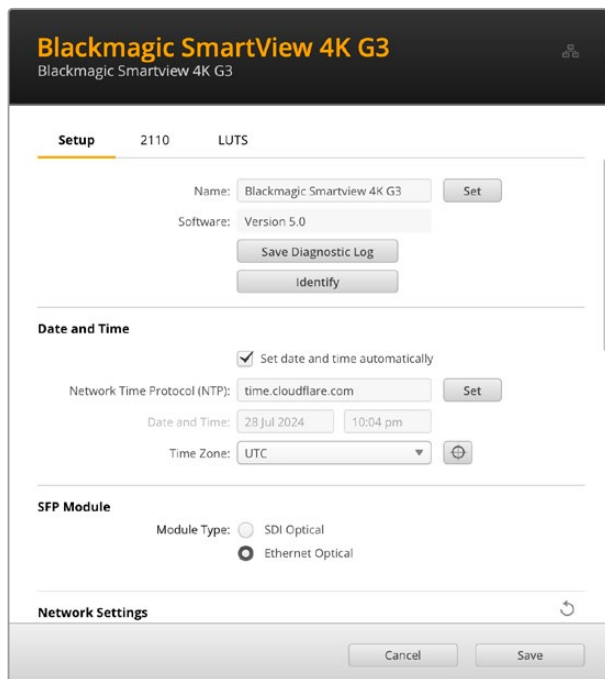 Blackmagic SmartView 4K G3
Blackmagic Smartview 4K G3
Setup 2110 LUTS
Name: Blackmagic Smartview 4K G3 Set
Software: Version 5.0
Save Diagnostic Log
Identify
Date and Time
Set date and time automatically
Network Time Protocol (NTP): time.cloudflare.com Set
Date and Time: 28 Jul 2024 10:04 pm
Time Zone: UTC
SFP Module
Module Type: SDI Optical
Ethernet Optical
Network Settings
Cancel Save